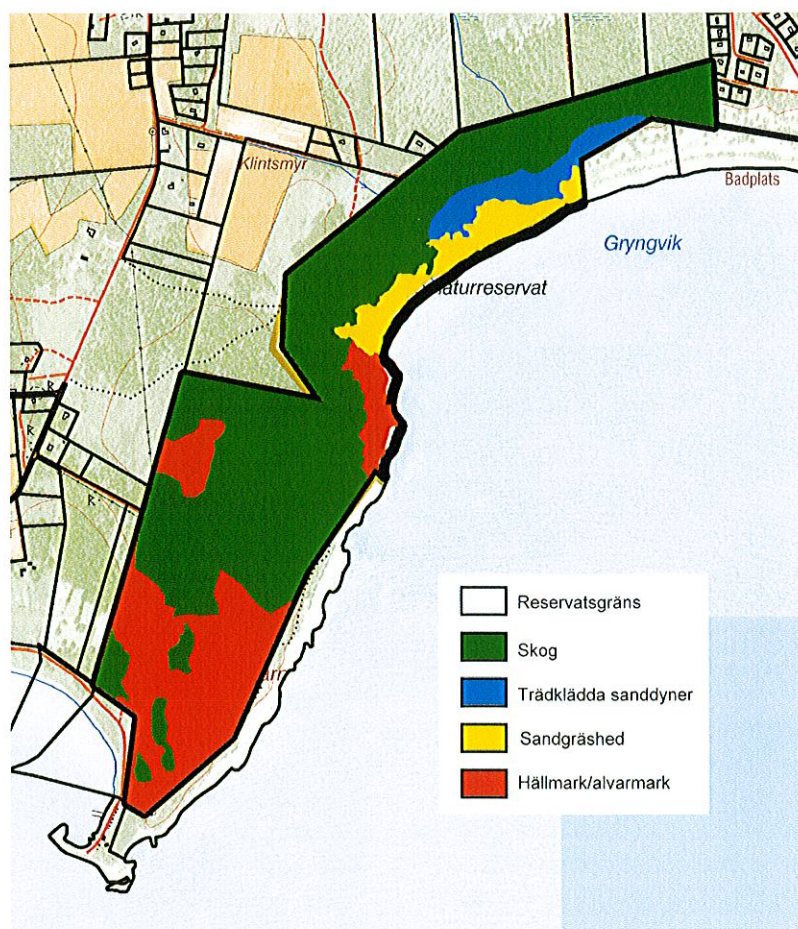 Klintsmyr
Badplats
Gryngvik
aturreservat
R
R
R
Reservatsgräns
Skog
Trädklädda sanddyner
Sandgräshed
Hällmark/alvarmark